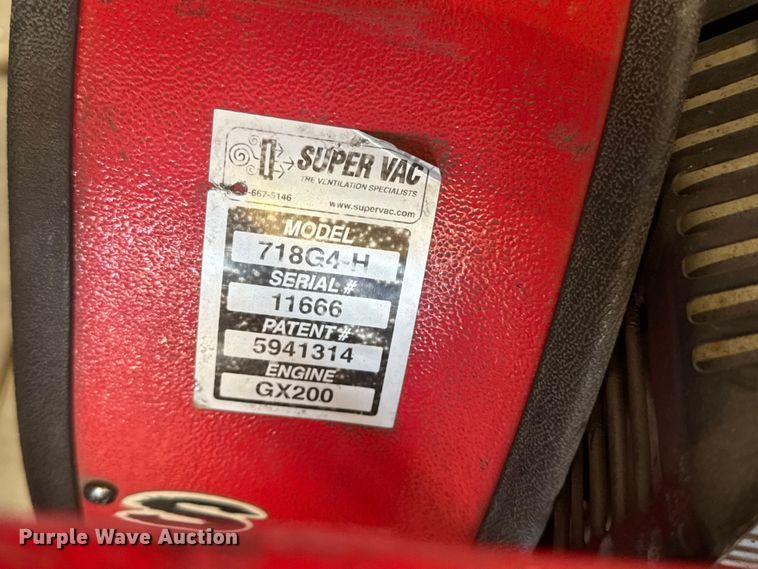 SUPER VAC
THE VENTILATION SPECIALISTS
-667-5146
www.supervac.com
MODEL
718G4-H
SERIAL #
11666
PATENT #
5941314
ENGINE
GX200
S
Purple Wave Auction